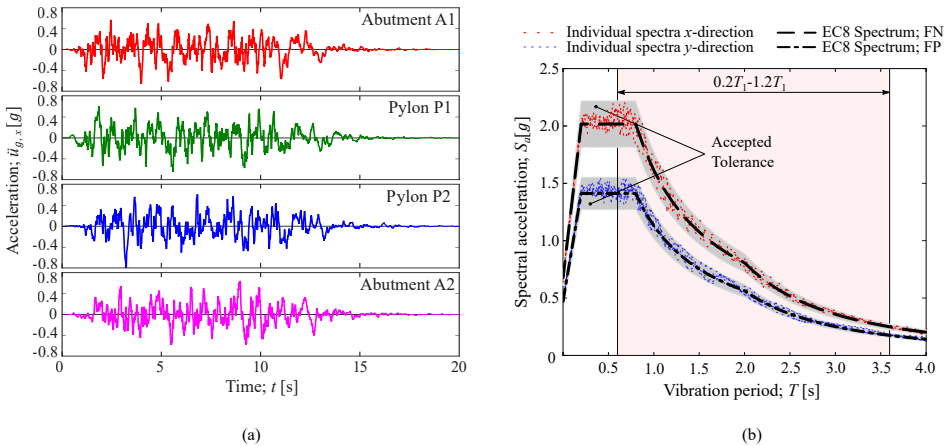 Acceleration; ü_{g, x} [g]
0.8
0.4
0
-0.4
-0.8
Abutment A1
0.8
0.4
0
-0.4
-0.8
Pylon P1
0.8
0.4
0
-0.4
-0.8
Pylon P2
0.8
0.4
0
-0.4
-0.8
Abutment A2
0 5 10 15 20
Time; t [s]
(a)
Individual spectra x-direction
Individual spectra y-direction
EC8 Spectrum; FN
EC8 Spectrum; FP
Spectral acceleration; Sₐ[g]
2.5
2.0
1.5
1.0
0.5
0
0.2T₁-1.2T₁
Accepted
Tolerance
0.5 1.0 1.5 2.0 2.5 3.0 3.5 4.0
Vibration period; T [s]
(b)